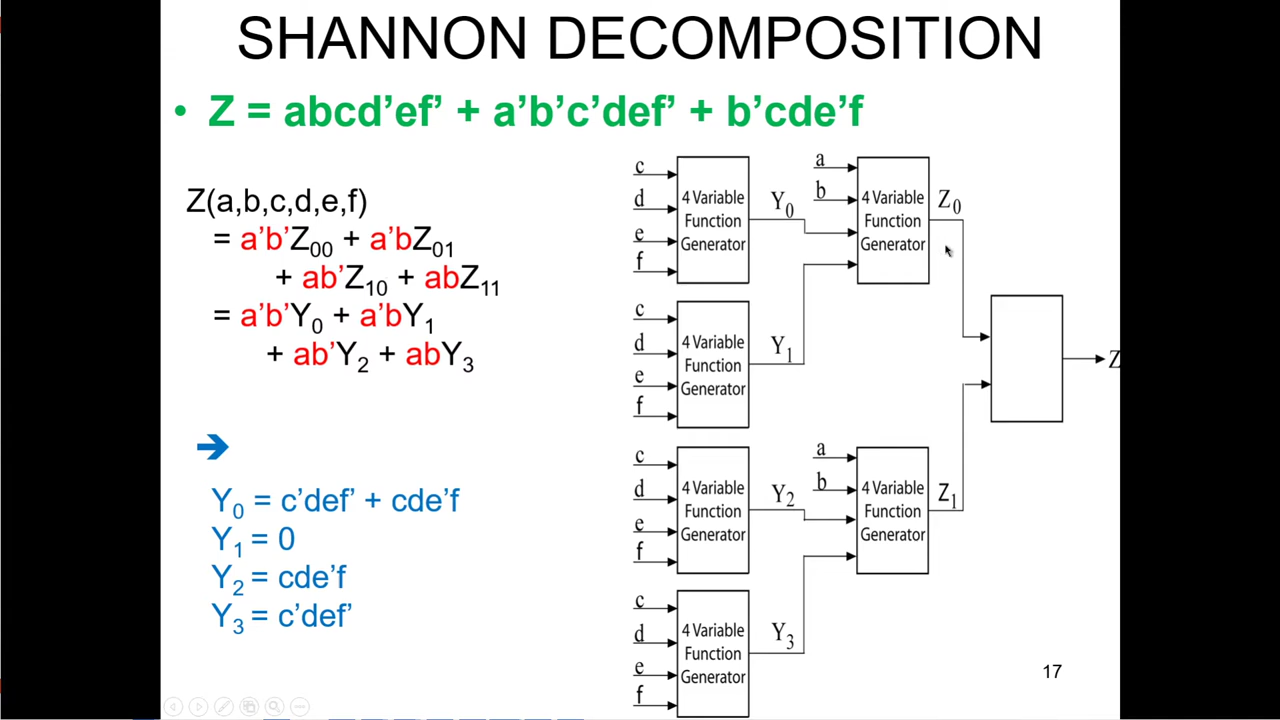 SHANNON DECOMPOSITION
• Z = abcd’ef’ + a’b’c’def’ + b’cde’f
Z(a,b,c,d,e,f)
= a’b’Z₀₀ + a’bZ₀₁
+ ab’Z₁₀ + abZ₁₁
= a’b’Y₀ + a’bY₁
+ ab’Y₂ + abY₃
➔
Y₀ = c’def’ + cde’f
Y₁ = 0
Y₂ = cde’f
Y₃ = c’def’
c
d
e
f
4 Variable
Function
Generator
Y₀
c
d
e
f
4 Variable
Function
Generator
Y₁
a
b
4 Variable
Function
Generator
Z₀
c
d
e
f
4 Variable
Function
Generator
Y₂
c
d
e
f
4 Variable
Function
Generator
Y₃
a
b
4 Variable
Function
Generator
Z₁
Z
17